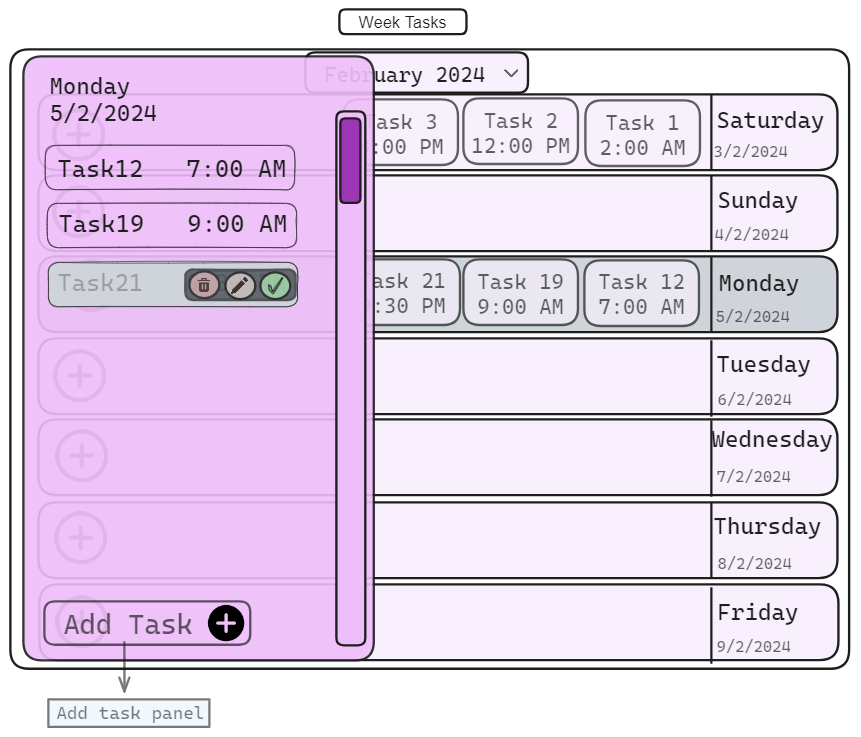 Week Tasks
February 2024
Monday
5/2/2024
Task12 7:00 AM
Task19 9:00 AM
Task21
Add Task
Add task panel
ask 3
:00 PM
Task 2
12:00 PM
Task 1
2:00 AM
Saturday
3/2/2024
Sunday
4/2/2024
ask 21
:30 PM
Task 19
9:00 AM
Task 12
7:00 AM
Monday
5/2/2024
Tuesday
6/2/2024
Wednesday
7/2/2024
Thursday
8/2/2024
Friday
9/2/2024